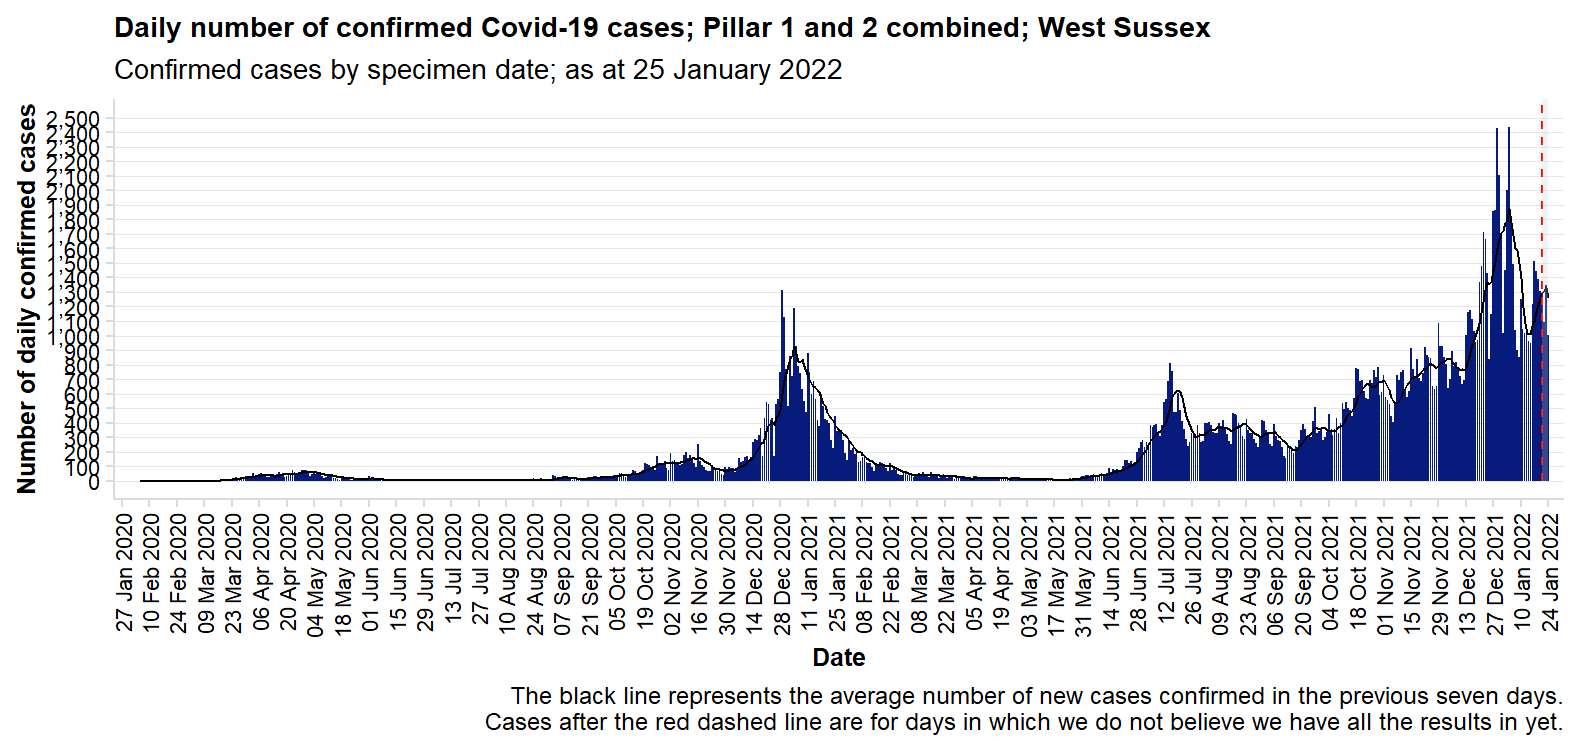 Daily number of confirmed Covid-19 cases; Pillar 1 and 2 combined; West Sussex
Confirmed cases by specimen date; as at 25 January 2022
Number of daily confirmed cases
2,500
2,400
2,300
2,200
2,100
2,000
1,900
1,800
1,700
1,600
1,500
1,400
1,300
1,200
1,100
1,000
900
800
700
600
500
400
300
200
100
0
27 Jan 2020
10 Feb 2020
24 Feb 2020
09 Mar 2020
23 Mar 2020
06 Apr 2020
20 Apr 2020
04 May 2020
18 May 2020
01 Jun 2020
15 Jun 2020
29 Jun 2020
13 Jul 2020
27 Jul 2020
10 Aug 2020
24 Aug 2020
07 Sep 2020
21 Sep 2020
05 Oct 2020
19 Oct 2020
02 Nov 2020
16 Nov 2020
30 Nov 2020
14 Dec 2020
28 Dec 2020
11 Jan 2021
25 Jan 2021
08 Feb 2021
22 Feb 2021
08 Mar 2021
22 Mar 2021
05 Apr 2021
19 Apr 2021
03 May 2021
17 May 2021
31 May 2021
14 Jun 2021
28 Jun 2021
12 Jul 2021
26 Jul 2021
09 Aug 2021
23 Aug 2021
06 Sep 2021
20 Sep 2021
04 Oct 2021
18 Oct 2021
01 Nov 2021
15 Nov 2021
29 Nov 2021
13 Dec 2021
27 Dec 2021
10 Jan 2022
24 Jan 2022
Date
The black line represents the average number of new cases confirmed in the previous seven days.
Cases after the red dashed line are for days in which we do not believe we have all the results in yet.